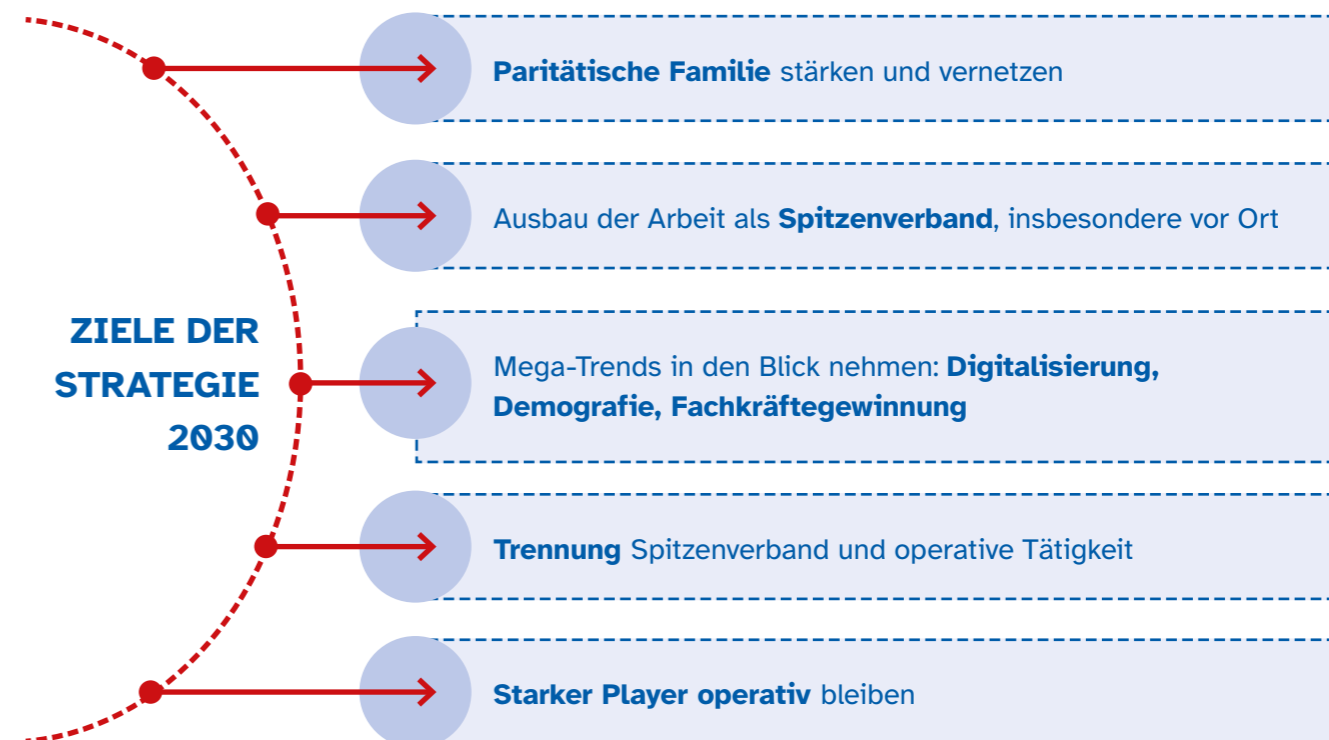 Paritätische Familie stärken und vernetzen
Ausbau der Arbeit als Spitzenverband, insbesondere vor Ort
ZIELE DER
STRATEGIE
2030
Mega-Trends in den Blick nehmen: Digitalisierung,
Demografie, Fachkräftegewinnung
Trennung Spitzenverband und operative Tätigkeit
Starker Player operativ bleiben